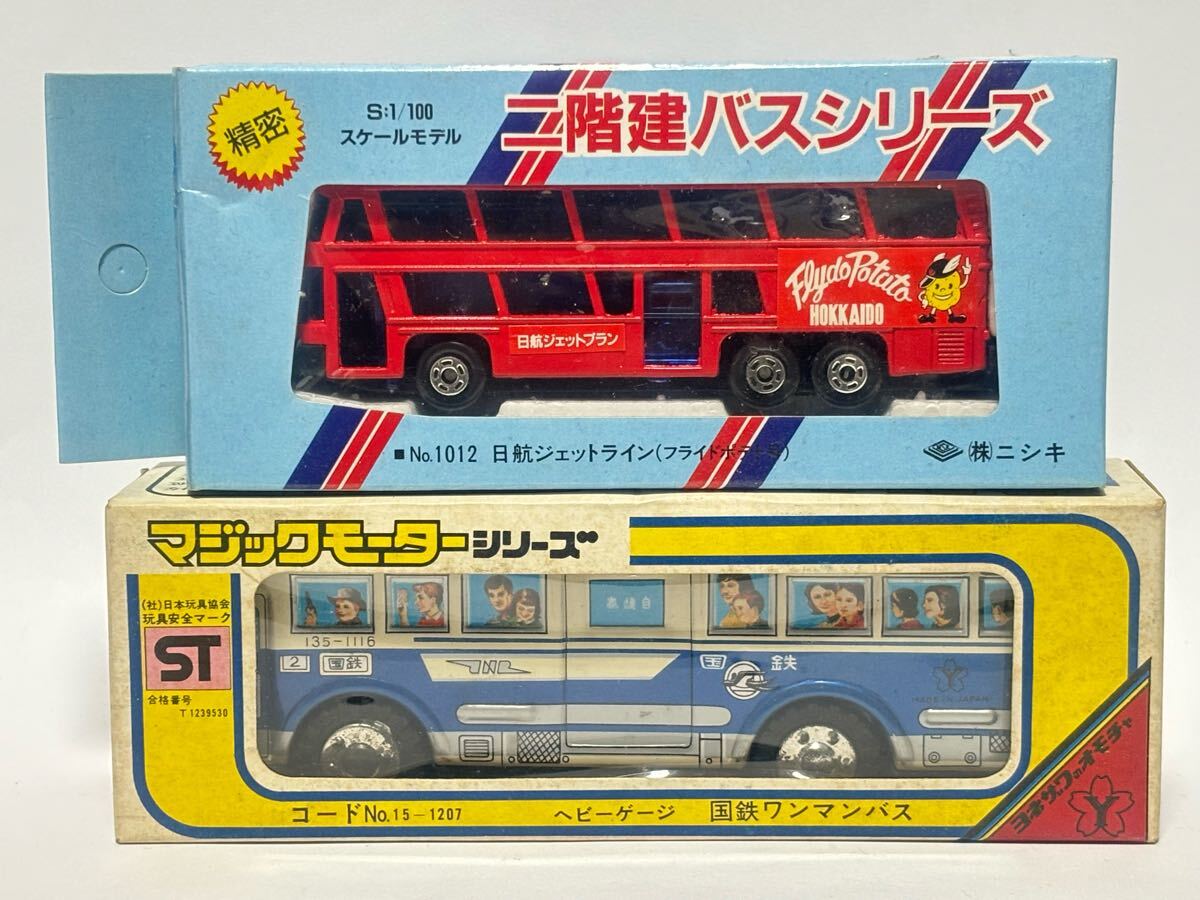 精密
S:1/100
スケールモデル
二階建バスシリーズ
Flydo Potato
HOKKAIDO
日航ジェットプラン
■No.1012 日航ジェットライン(フライドポテト号)
(株)ニシキ
マジックモーターシリーズ
(社)日本玩具協会
玩具安全マーク
ST
合格番号
T 1239530
135-1116
2 国鉄
JNR
国鉄
MADE IN JAPAN
コードNo.15-1207 ヘビーゲージ 国鉄ワンマンバス
ヨネザワのオモチャ
Y